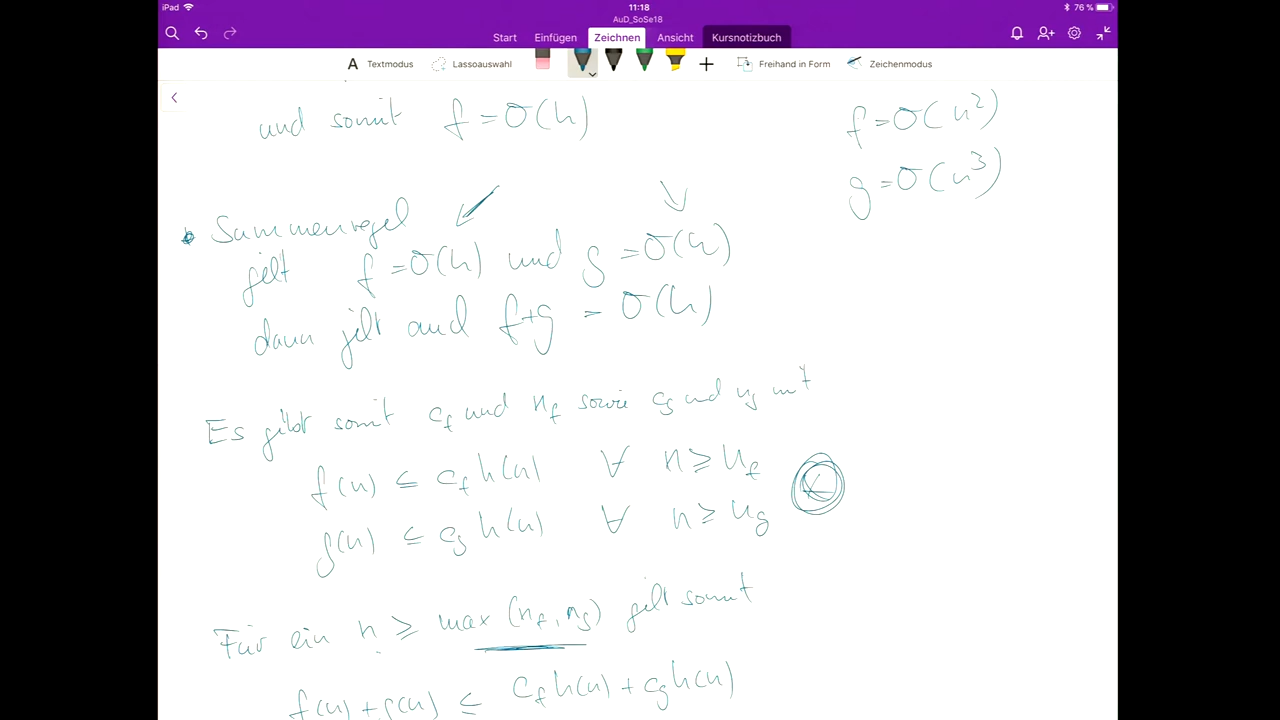 iPad 11:18 76 %
AuD_SoSe18
Start Einfügen Zeichnen Ansicht Kursnotizbuch
Textmodus Lassoauswahl Freihand in Form Zeichenmodus
und somit f = O(h)
f = O(n²)
g = O(n³)
• Summenregel
gilt f = O(h) und g = O(h)
dann gilt auch f+g = O(h)
Es gibt somit c_f und n_f sowie c_g und n_g mit
f(n) ≤ c_f h(n) ∀ n ≥ n_f
g(n) ≤ c_g h(n) ∀ n ≥ n_g
Für ein n ≥ max (n_f, n_g) gilt somit
f(n) + g(n) ≤ c_f h(n) + c_g h(n)